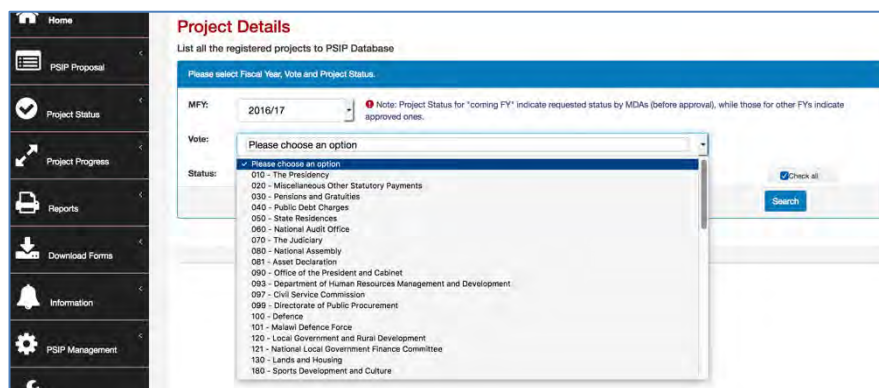 Home
PSIP Proposal
Project Status
Project Progress
Reports
Download Forms
Information
PSIP Management
Project Details
List all the registered projects to PSIP Database
Please select Fiscal Year, Vote and Project Status.
MFY:
2016/17
Note: Project Status for "coming FY" indicate requested status by MDAs (before approval), while those for other FYs indicate
approved ones.
Vote:
Please choose an option
Status:
Please choose an option
010 - The Presidency
020 - Miscellaneous Other Statutory Payments
030 - Pensions and Gratuities
040 - Public Debt Charges
050 - State Residences
060 - National Audit Office
070 - The Judiciary
080 - National Assembly
081 - Asset Declaration
090 - Office of the President and Cabinet
093 - Department of Human Resources Management and Development
097 - Civil Service Commission
099 - Directorate of Public Procurement
100 - Defence
101 - Malawi Defence Force
120 - Local Government and Rural Development
121 - National Local Government Finance Committee
130 - Lands and Housing
180 - Sports Development and Culture
Check all
Search